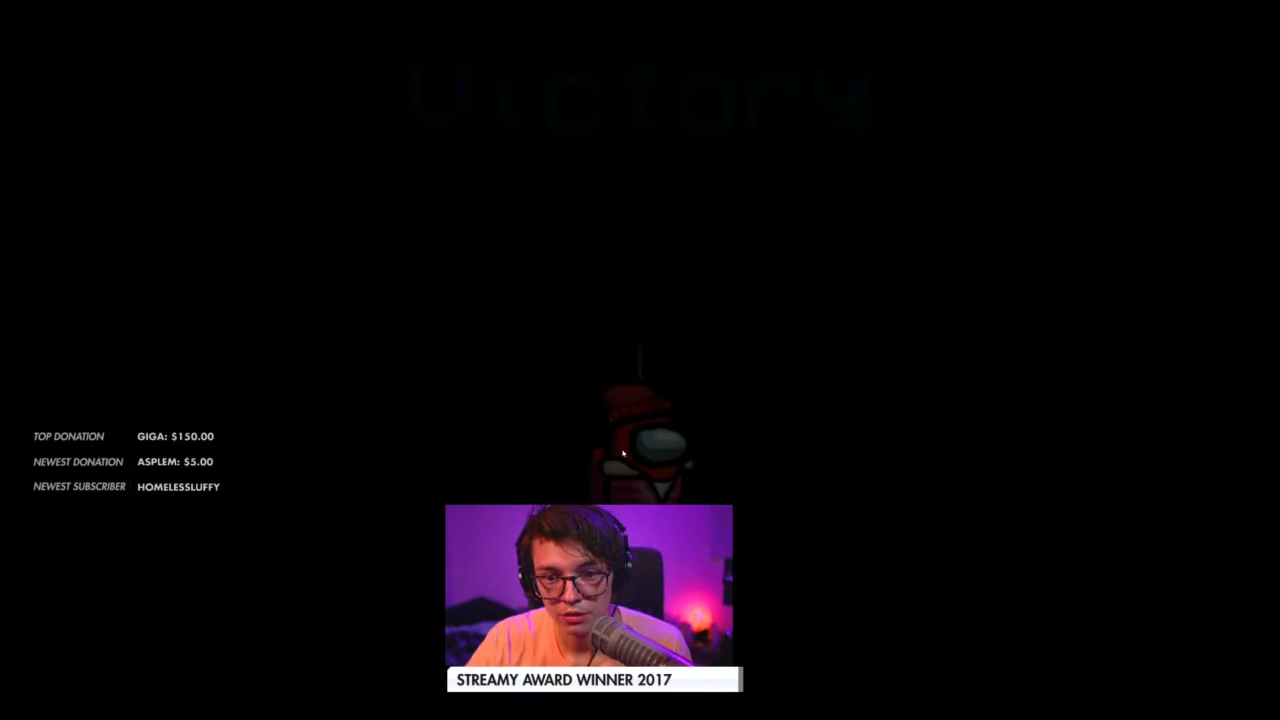 Victory
TOP DONATION GIGA: $150.00
NEWEST DONATION ASPLEM: $5.00
NEWEST SUBSCRIBER HOMELESSLUFFY
STREAMY AWARD WINNER 2017